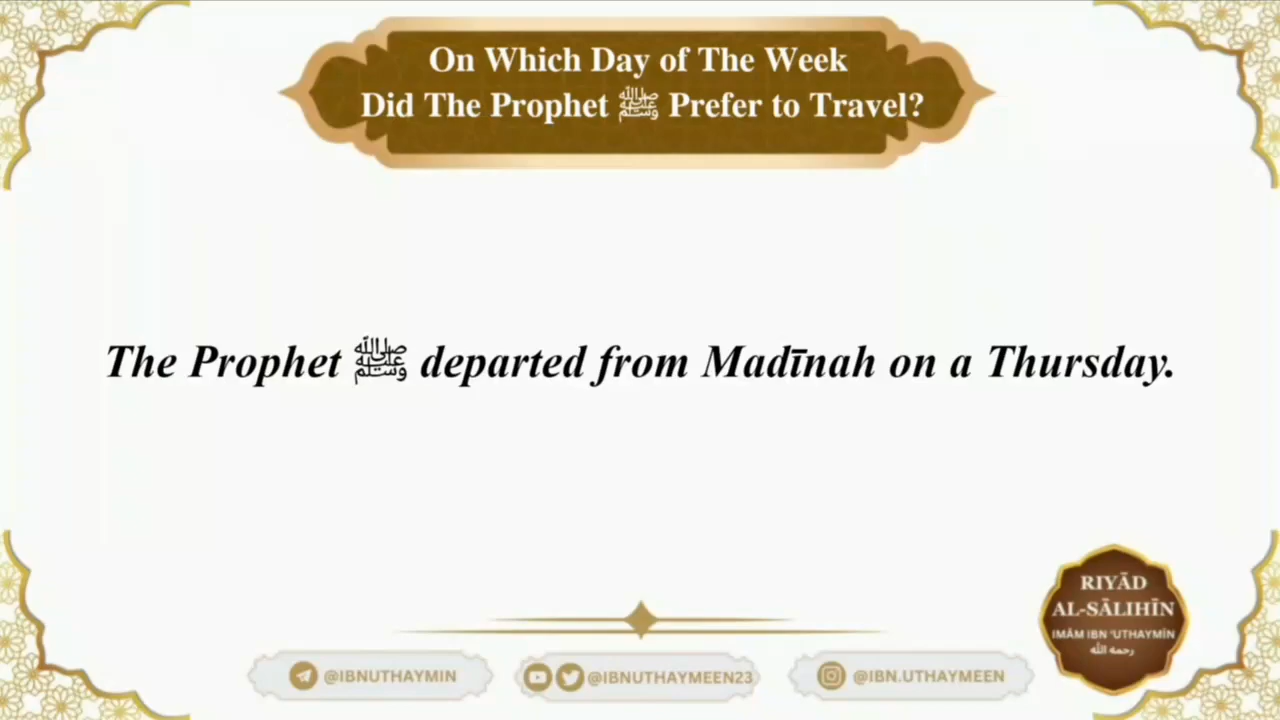 On Which Day of The Week
Did The Prophet ﷺ Prefer to Travel?
The Prophet ﷺ departed from Madīnah on a Thursday.
RIYĀD
AL-SĀLIHĪN
IMĀM IBN ʿUTHAYMĪN
رحمه الله
@IBNUTHAYMIN
@IBNUTHAYMEEN23
@IBN.UTHAYMEEN